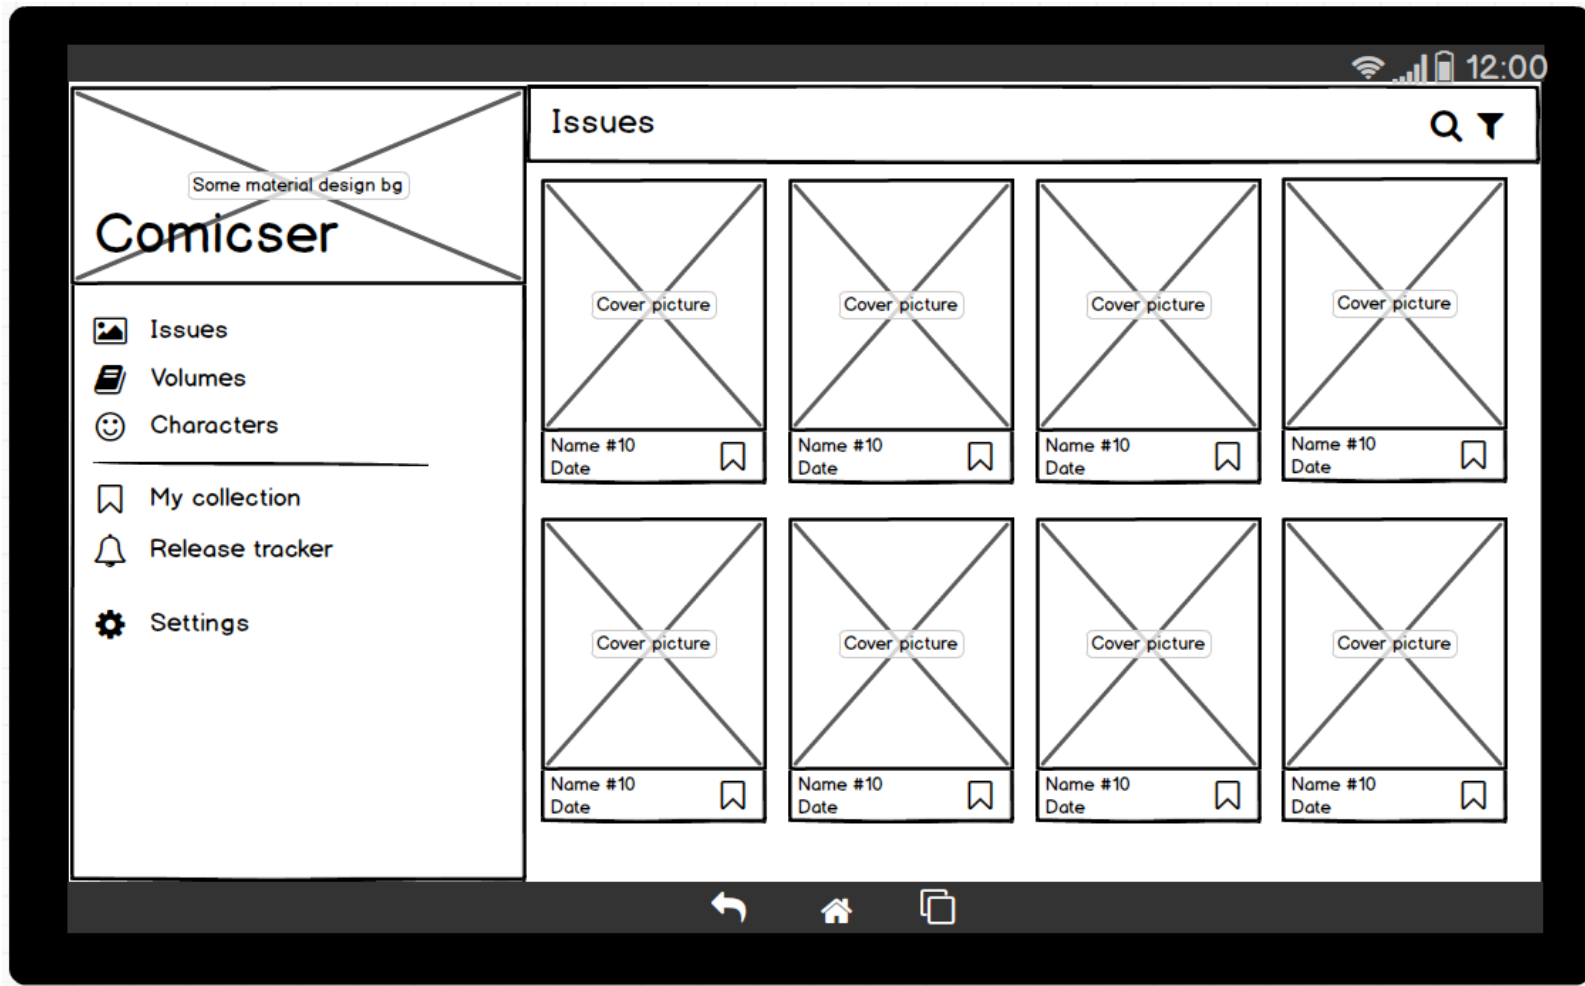 12:00
Some material design bg
Comicser
Issues
Volumes
Characters
My collection
Release tracker
Settings
Issues
Cover picture
Cover picture
Cover picture
Cover picture
Name #10
Date
Name #10
Date
Name #10
Date
Name #10
Date
Cover picture
Cover picture
Cover picture
Cover picture
Name #10
Date
Name #10
Date
Name #10
Date
Name #10
Date